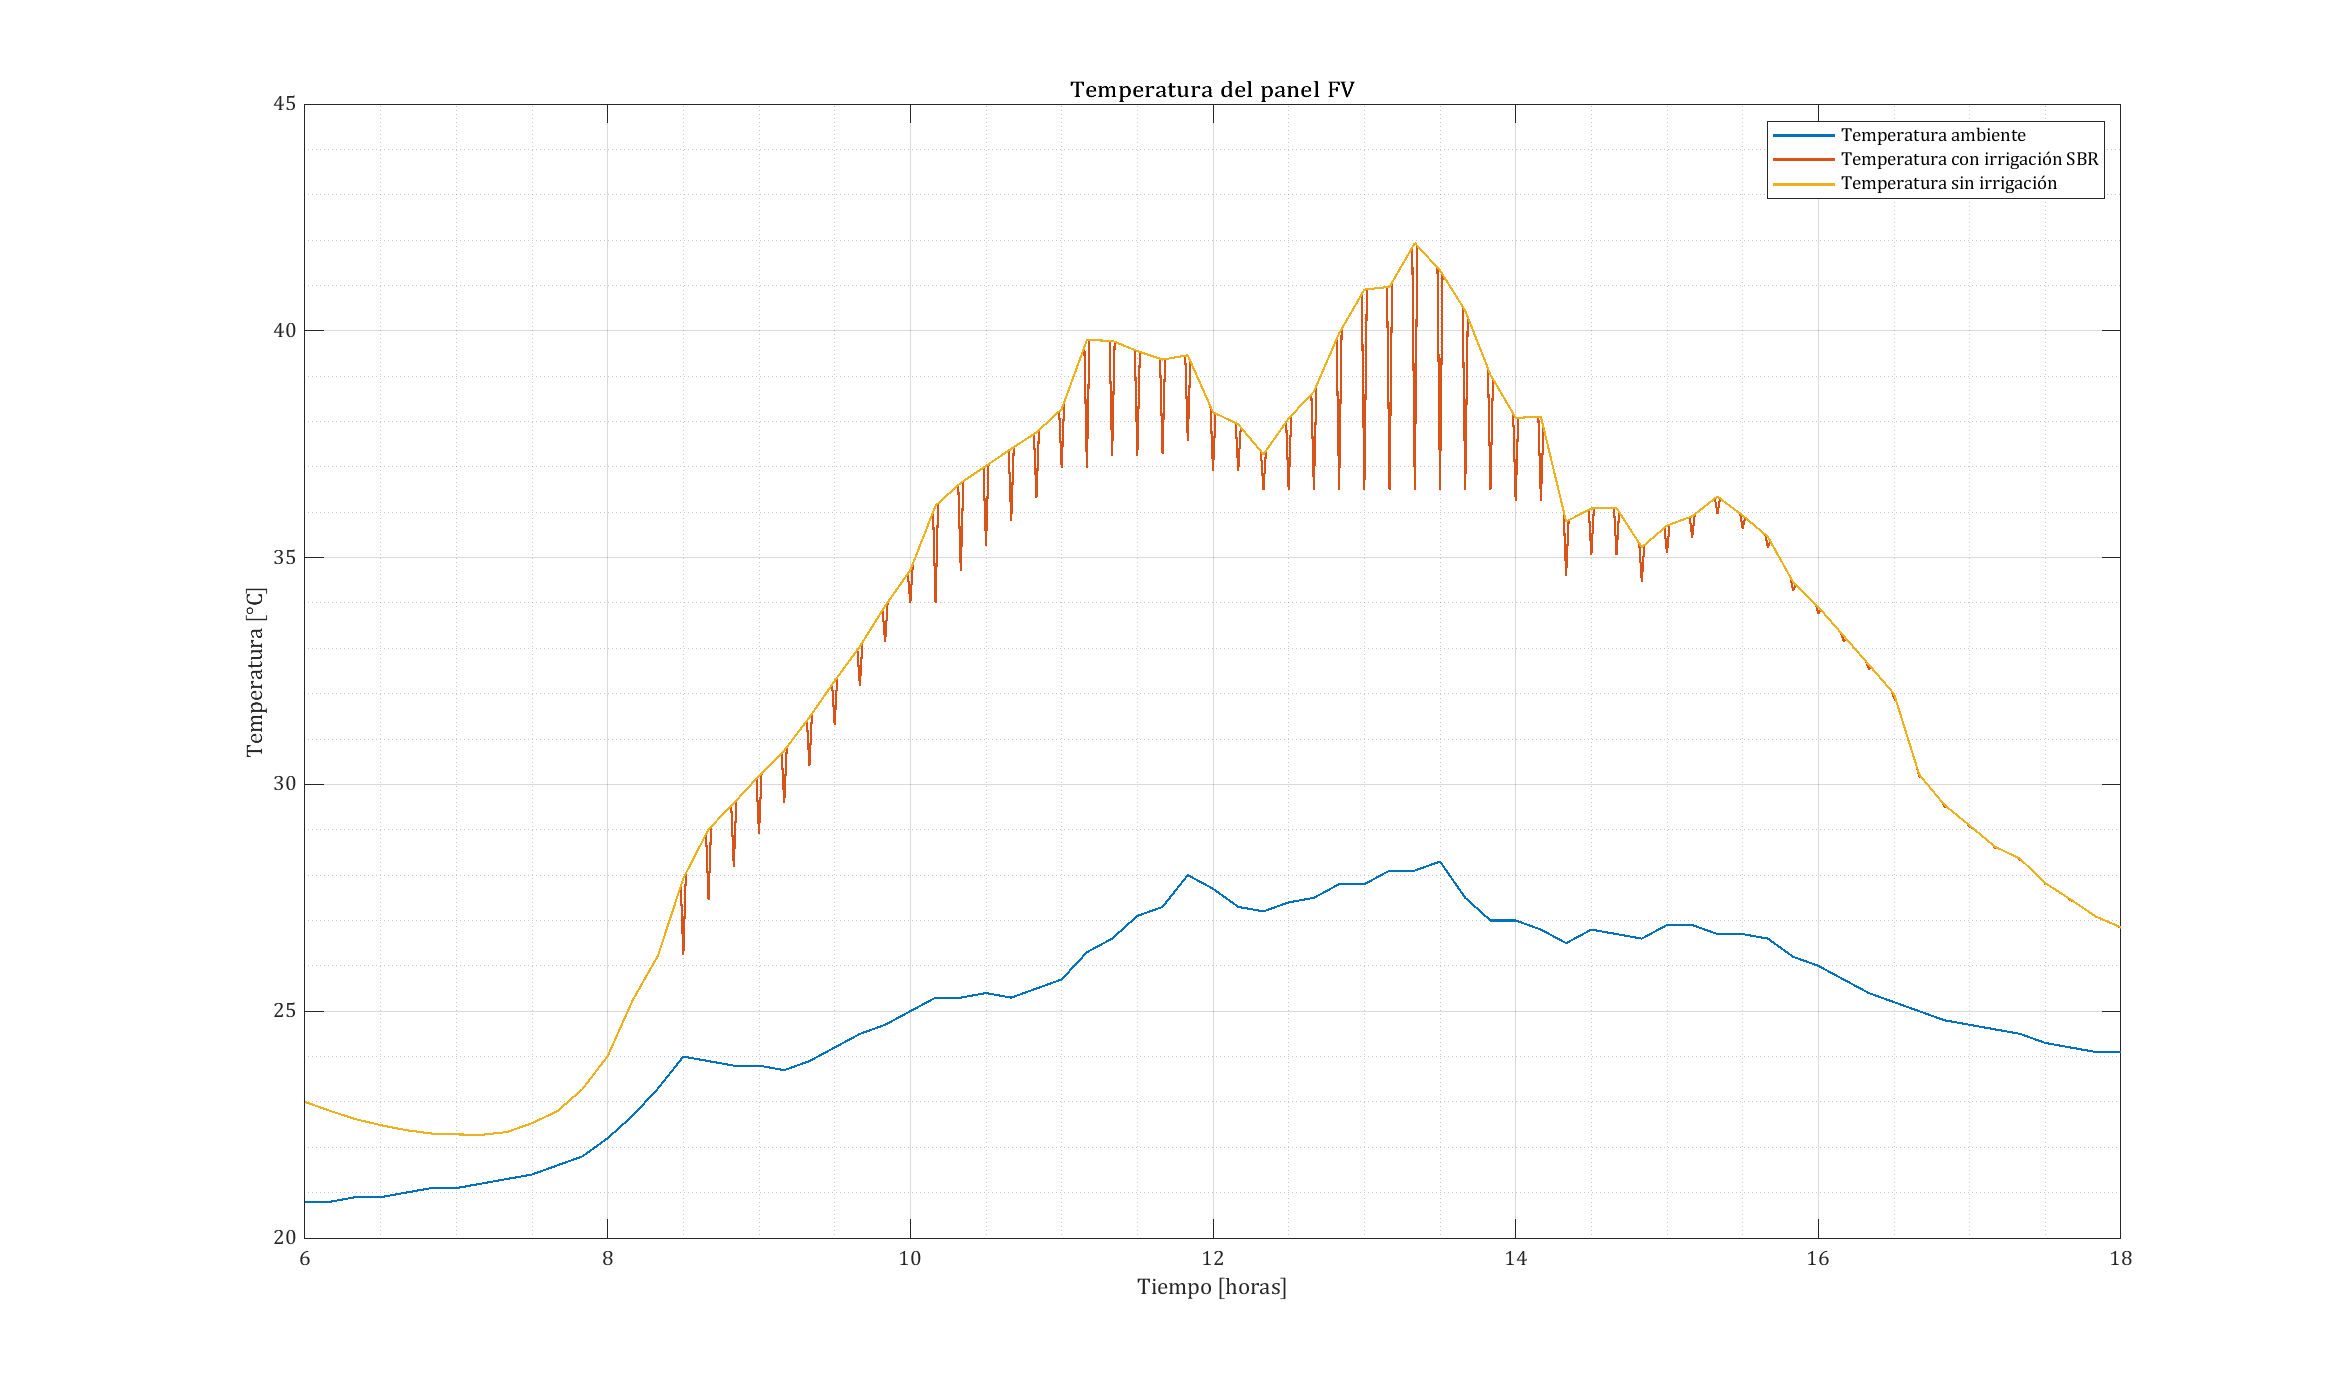 Temperatura del panel FV
Temperatura ambiente
Temperatura con irrigación SBR
Temperatura sin irrigación
45
40
35
30
25
20
Temperatura [°C]
6 8 10 12 14 16 18
Tiempo [horas]